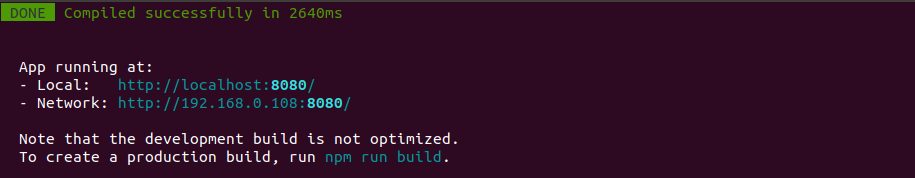 DONE Compiled successfully in 2640ms
App running at:
- Local: http://localhost:8080/
- Network: http://192.168.0.108:8080/
Note that the development build is not optimized.
To create a production build, run npm run build.